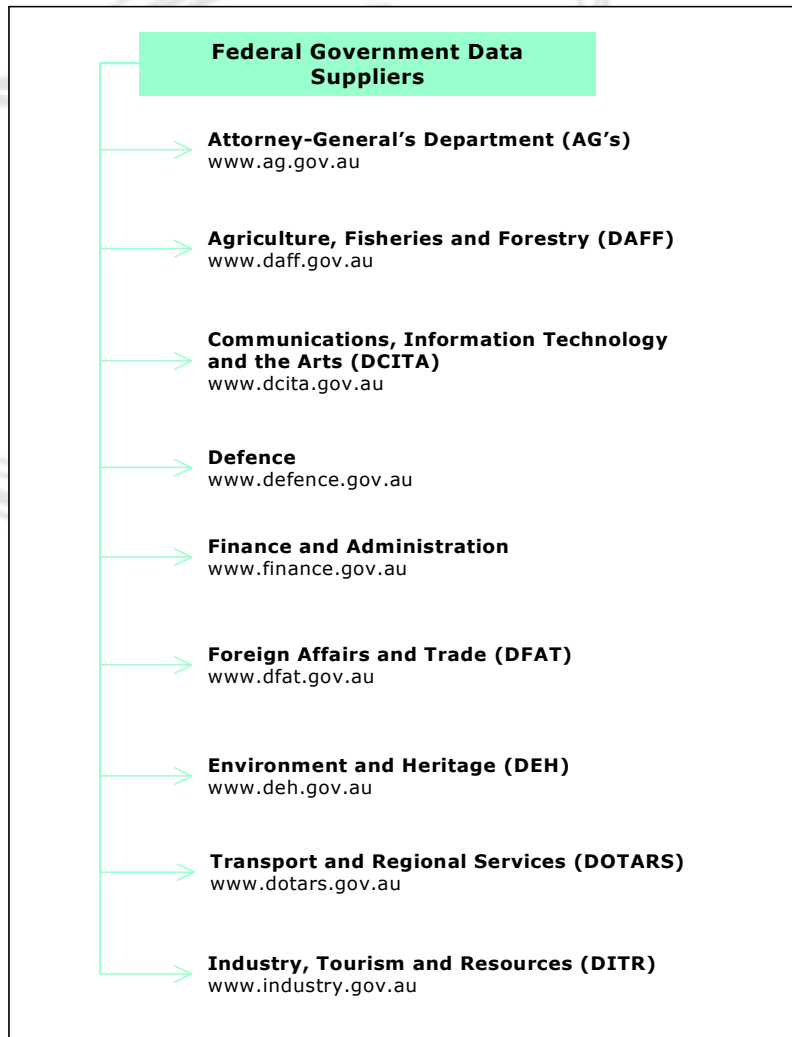 Federal Government Data
Suppliers
Attorney-General’s Department (AG’s)
www.ag.gov.au
Agriculture, Fisheries and Forestry (DAFF)
www.daff.gov.au
Communications, Information Technology
and the Arts (DCITA)
www.dcita.gov.au
Defence
www.defence.gov.au
Finance and Administration
www.finance.gov.au
Foreign Affairs and Trade (DFAT)
www.dfat.gov.au
Environment and Heritage (DEH)
www.deh.gov.au
Transport and Regional Services (DOTARS)
www.dotars.gov.au
Industry, Tourism and Resources (DITR)
www.industry.gov.au